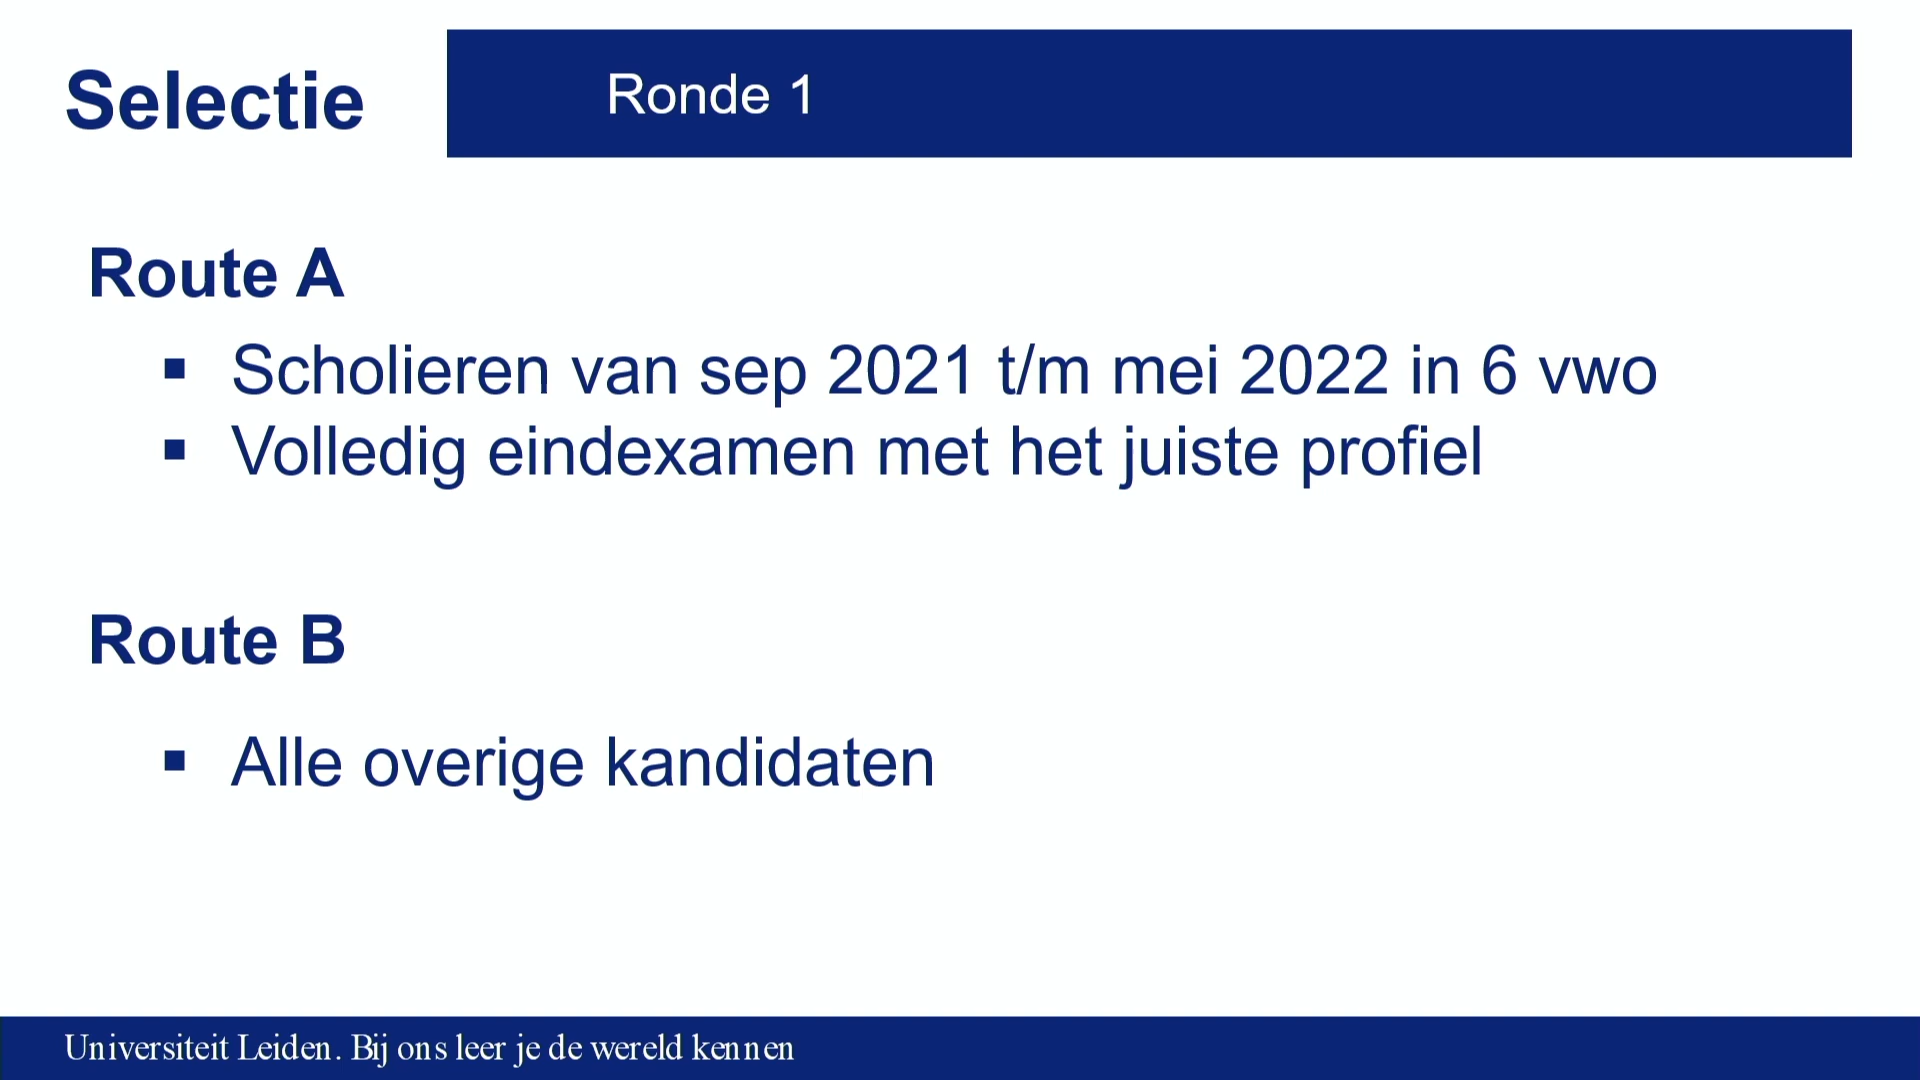 Selectie
Ronde 1
Route A
▪ Scholieren van sep 2021 t/m mei 2022 in 6 vwo
▪ Volledig eindexamen met het juiste profiel
Route B
▪ Alle overige kandidaten
Universiteit Leiden. Bij ons leer je de wereld kennen